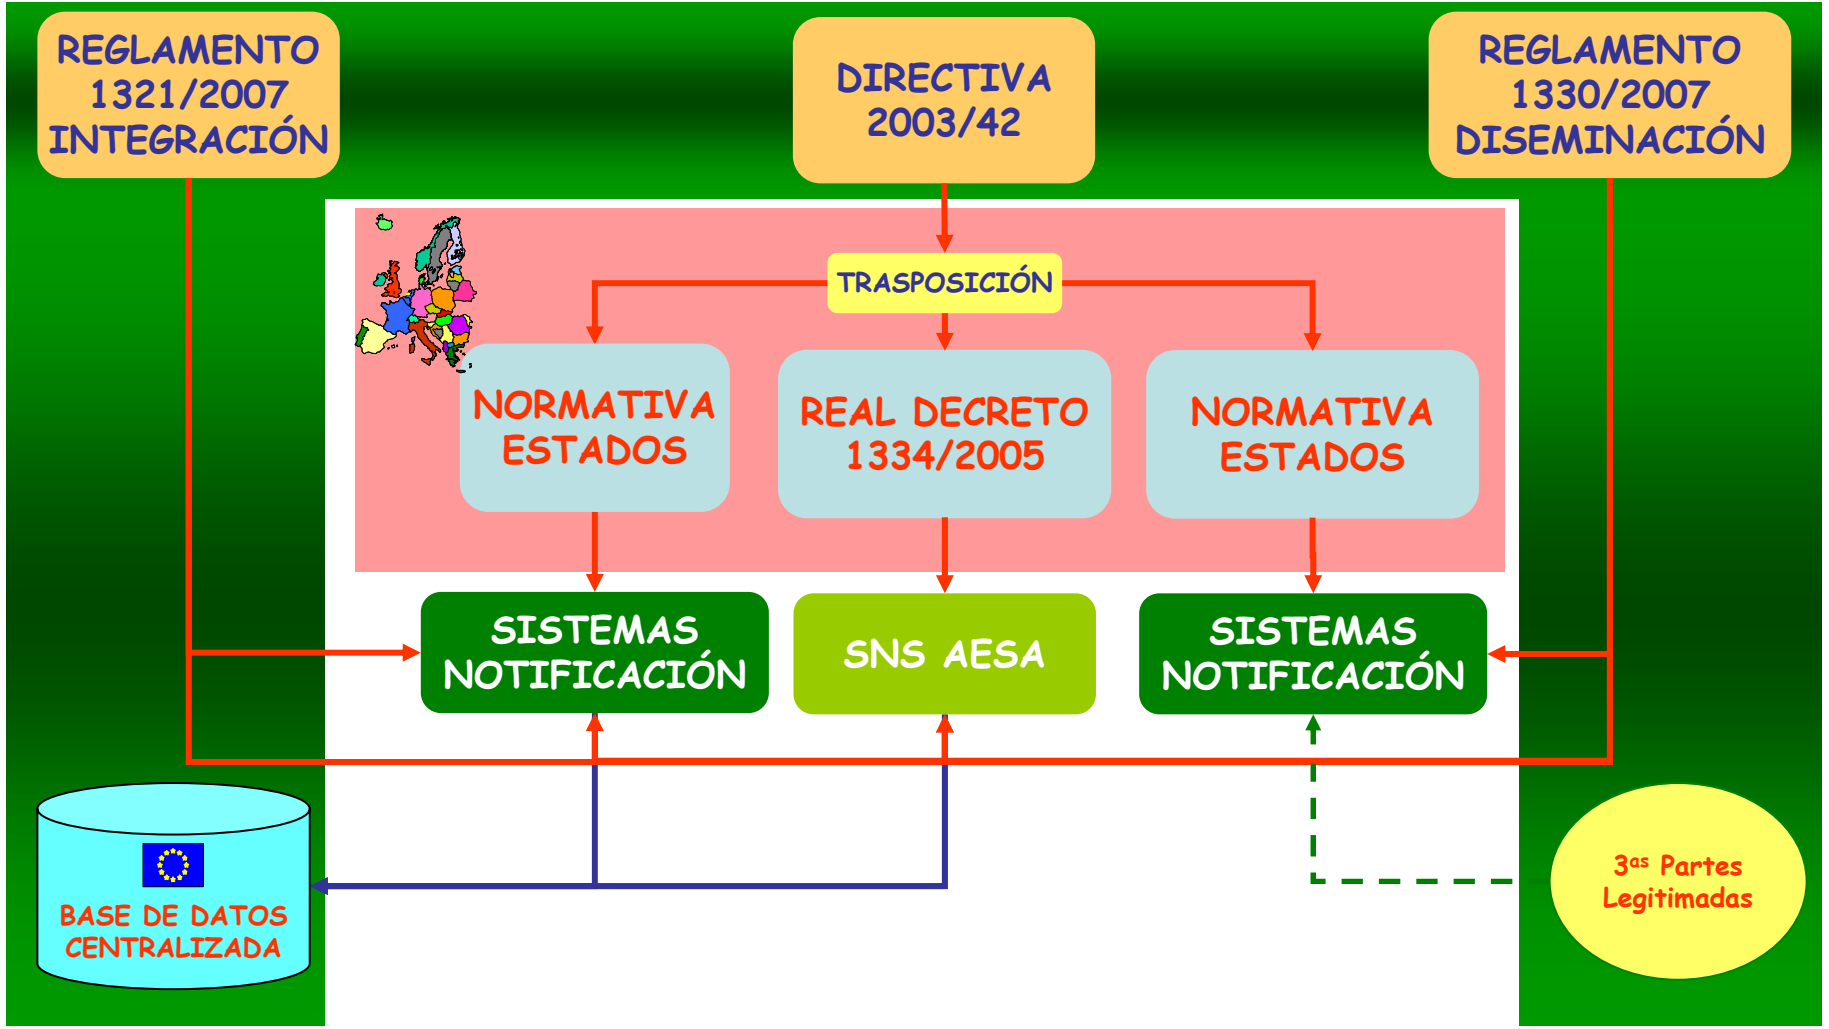 REGLAMENTO
1321/2007
INTEGRACIÓN
DIRECTIVA
2003/42
REGLAMENTO
1330/2007
DISEMINACIÓN
TRASPOSICIÓN
NORMATIVA
ESTADOS
REAL DECRETO
1334/2005
NORMATIVA
ESTADOS
SISTEMAS
NOTIFICACIÓN
SNS AESA
SISTEMAS
NOTIFICACIÓN
BASE DE DATOS
CENTRALIZADA
3as Partes
Legitimadas